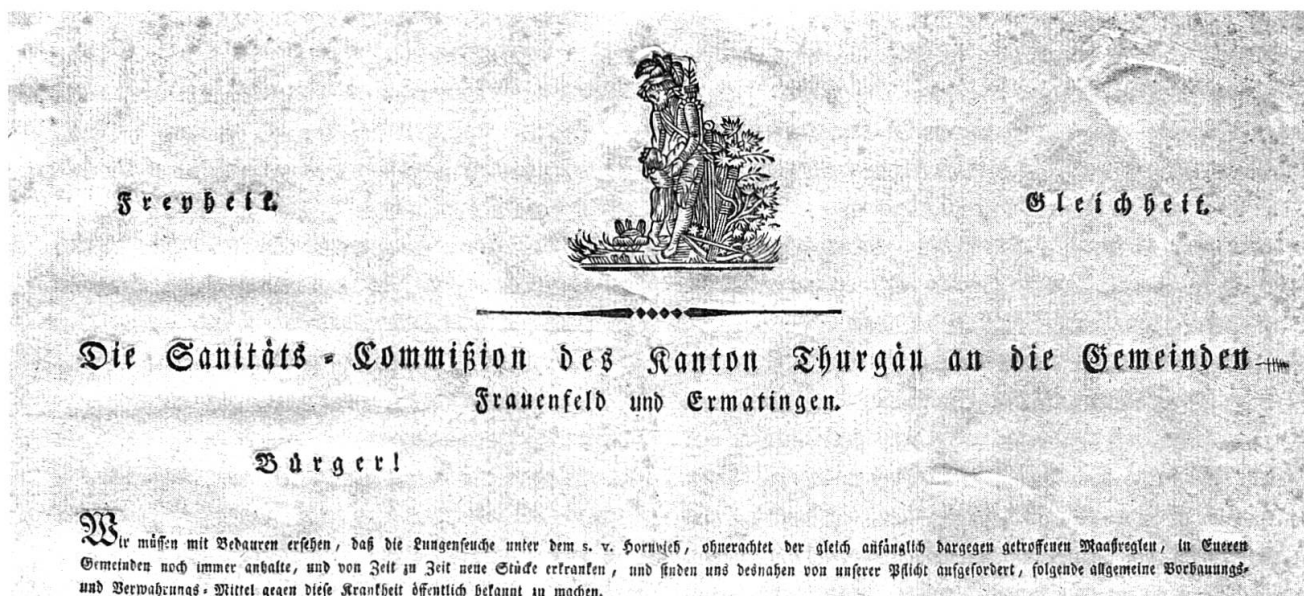 Freyheit.
Gleichheit.
Die Sanitäts-Commißion des Kanton Thurgäu an die Gemeinden
Frauenfeld und Ermatingen.
Bürger!
Wir müssen mit Bedauren ersehen, daß die Lungenseuche unter dem s. v. Hornvieh, ohnerachtet der gleich anfänglich dargegen getroffenen Maaßreglen, in Eueren
Gemeinden noch immer anhalte, und von Zeit zu Zeit neue Stücke erkranken, und finden uns desnahen von unserer Pflicht aufgefordert, folgende allgemeine Vorbauungs-
und Verwahrungs-Mittel gegen diese Krankheit öffentlich bekannt zu machen.